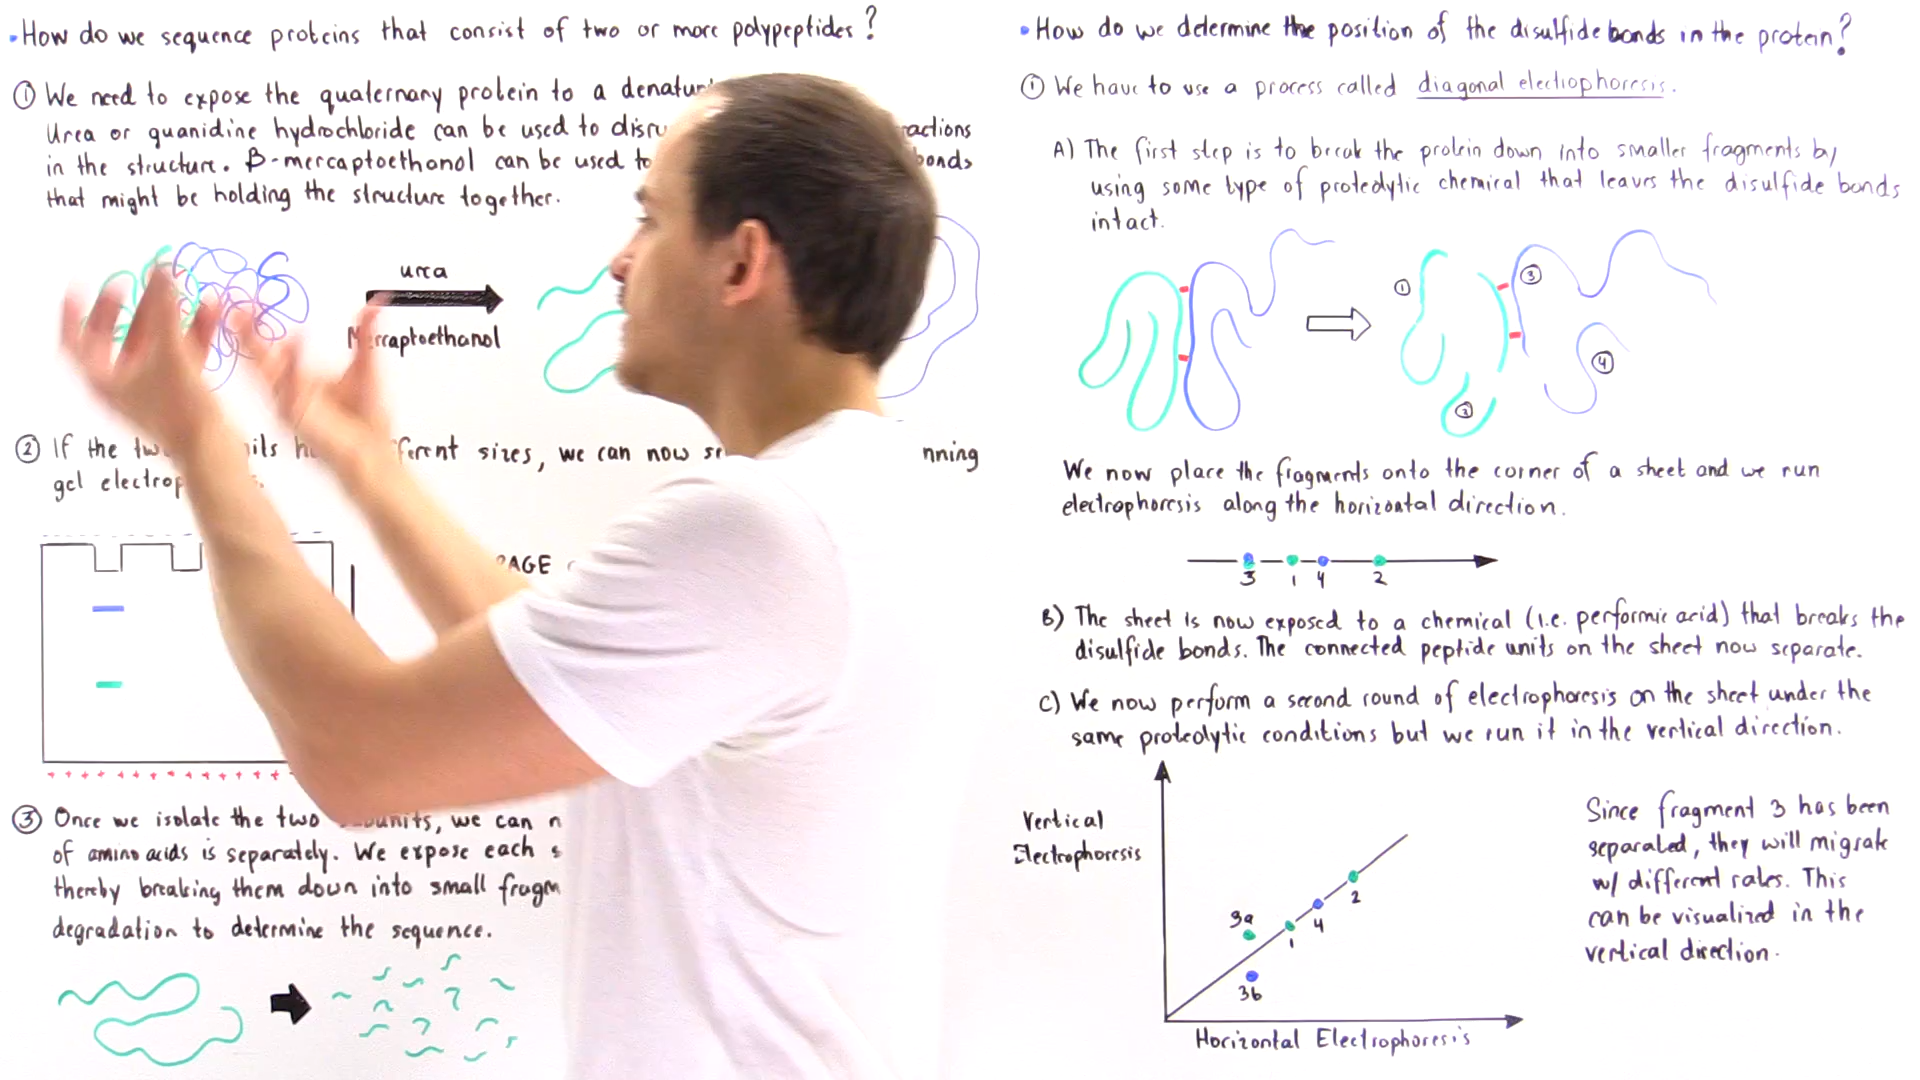 • How do we sequence proteins that consist of two or more polypeptides?
① We need to expose the quaternary protein to a
Urea or guanidine hydrochloride can be used to
in the structure. β-mercaptoethanol can be used to bonds
that might be holding the structure together.
urea
Mercaptoethanol
② If the different sizes, we can now
gel
③ Once we isolate the two subunits, we can
of amino acids is separately. We expose each
thereby breaking them down into small
degradation to determine the sequence.
• How do we determine the position of the disulfide bonds in the protein?
① We have to use a process called diagonal electrophoresis.
A) The first step is to break the protein down into smaller fragments by
using some type of proteolytic chemical that leaves the disulfide bonds
intact.
① ③
② ④
We now place the fragments onto the corner of a sheet and we run
electrophoresis along the horizontal direction.
3 1 4 2
B) The sheet is now exposed to a chemical (i.e. performic acid) that breaks the
disulfide bonds. The connected peptide units on the sheet now separate.
C) We now perform a second round of electrophoresis on the sheet under the
same proteolytic conditions but we run it in the vertical direction.
Vertical
Electrophoresis
3a 1 4 2
3b
Horizontal Electrophoresis
Since fragment 3 has been
separated, they will migrate
w/ different rates. This
can be visualized in the
vertical direction.